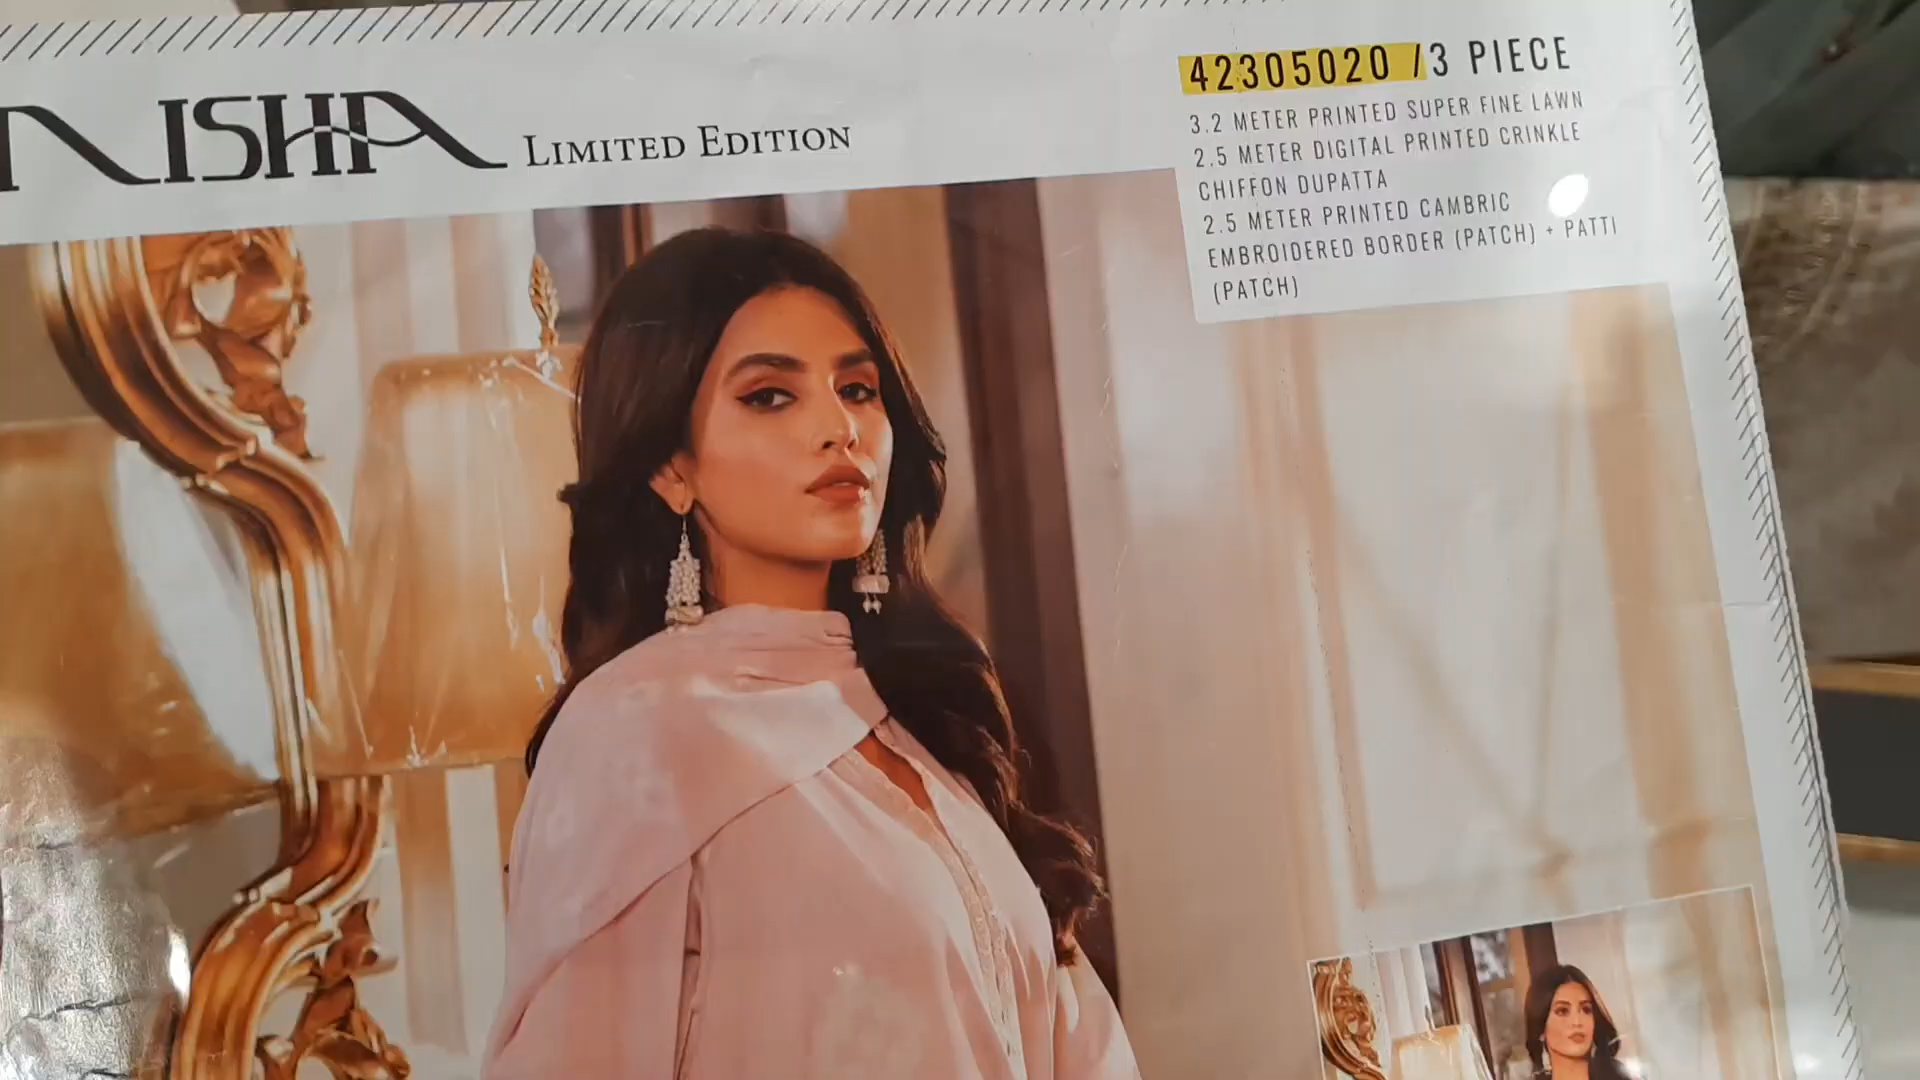 NISHA LIMITED EDITION
42305020 /3 PIECE
3.2 METER PRINTED SUPER FINE LAWN
2.5 METER DIGITAL PRINTED CRINKLE
CHIFFON DUPATTA
2.5 METER PRINTED CAMBRIC
EMBROIDERED BORDER (PATCH) + PATTI
(PATCH)